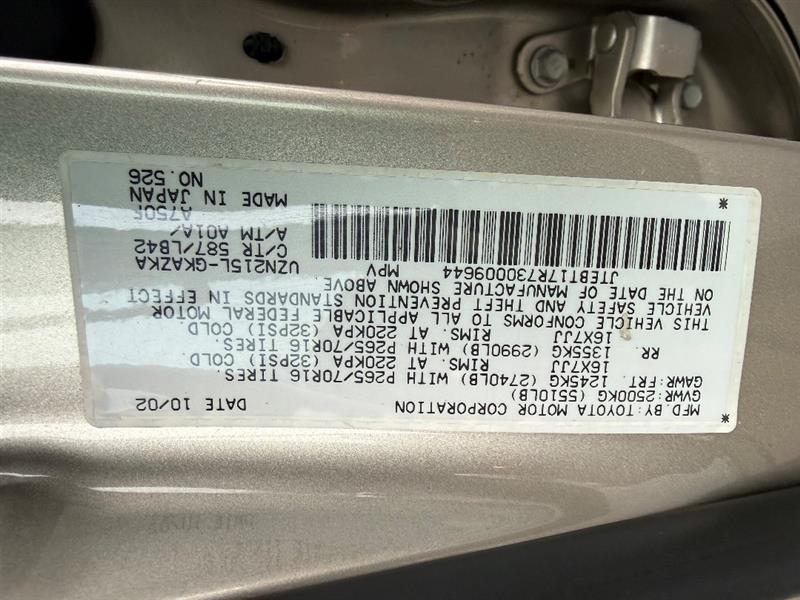 MFD.BY:TOYOTA MOTOR CORPORATION DATE 10/02
GVWR:2500KG (5510LB)
GAWR:FRT. 1245KG (2740LB) WITH P265/70R16 TIRES.
16X7JJ RIMS. AT 220KPA (32PSI) COLD
RR. 1355KG (2990LB) WITH P265/70R16 TIRES.
16X7JJ RIMS. AT 220KPA (32PSI) COLD
THIS VEHICLE CONFORMS TO ALL APPLICABLE FEDERAL MOTOR
VEHICLE SAFETY AND THEFT PREVENTION STANDARDS IN EFFECT
ON THE DATE OF MANUFACTURE SHOWN ABOVE
JTEBT17R730009644 MPV
UZN215L-GKAZKA
C/TR 587/LB42
A/TM A01A/
A750F
MADE IN JAPAN
NO.526